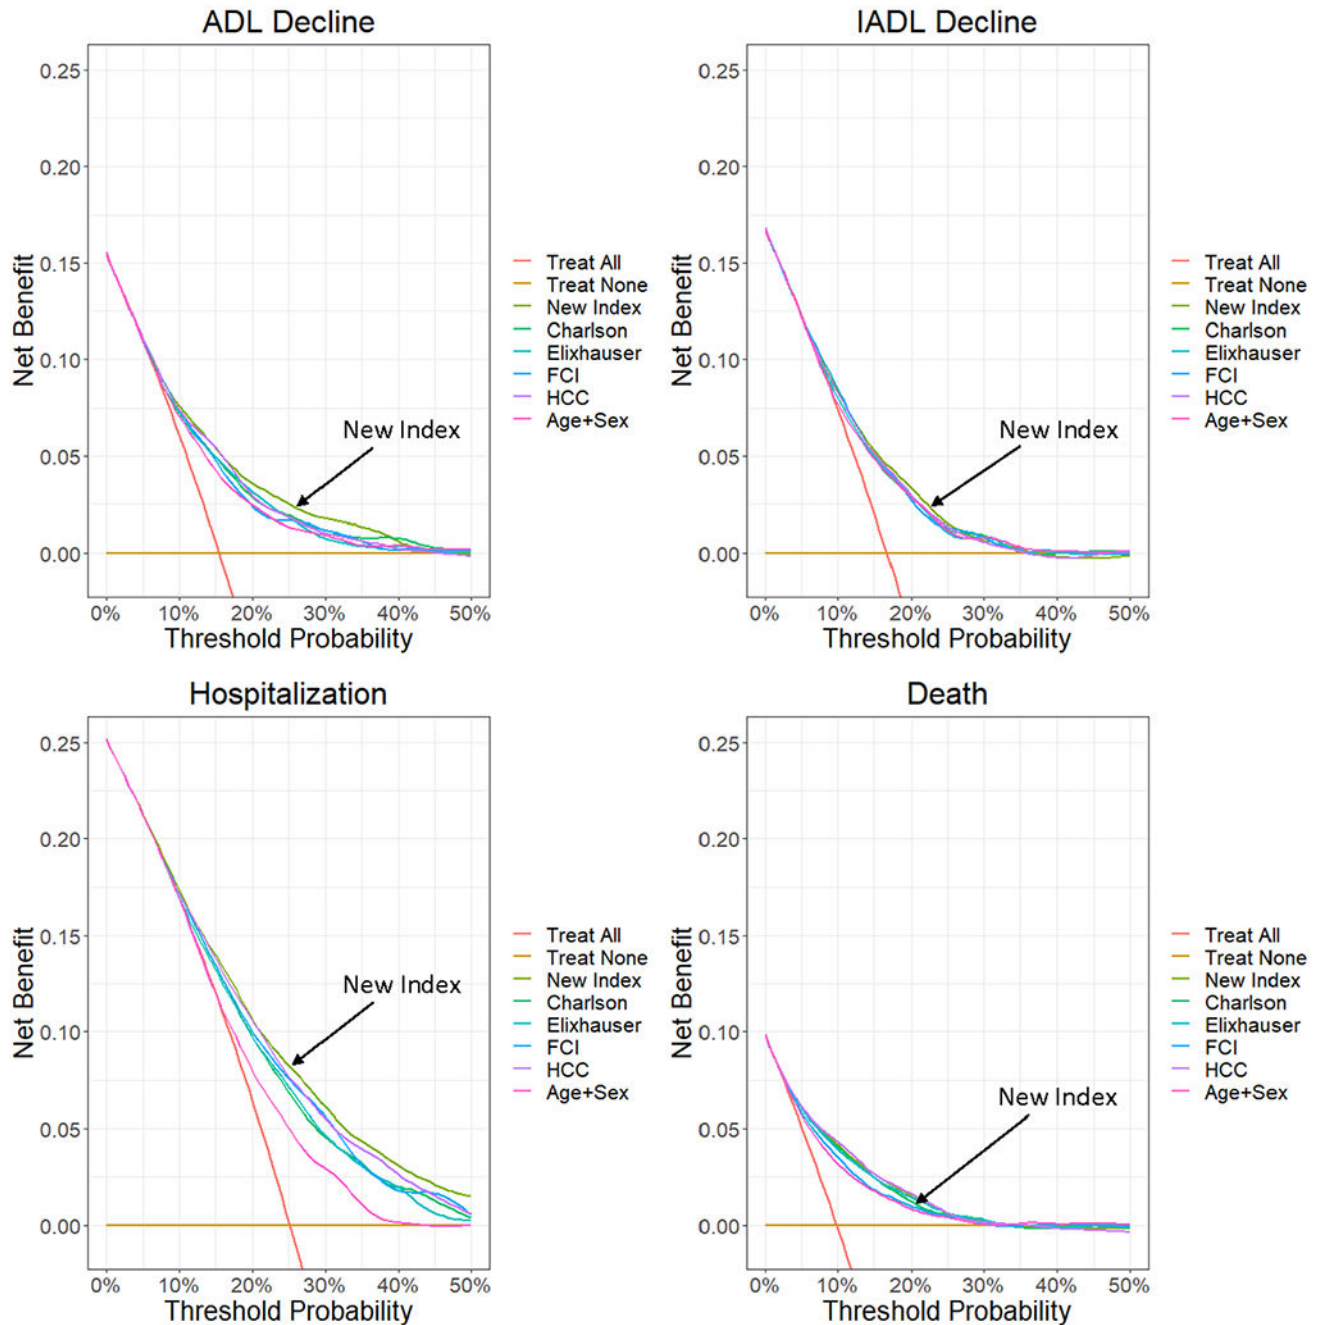 ADL Decline
0.25
0.20
0.15
0.10
0.05
0.00
Net Benefit
New Index
0% 10% 20% 30% 40% 50%
Threshold Probability
Treat All
Treat None
New Index
Charlson
Elixhauser
FCI
HCC
Age+Sex
IADL Decline
0.25
0.20
0.15
0.10
0.05
0.00
Net Benefit
New Index
0% 10% 20% 30% 40% 50%
Threshold Probability
Treat All
Treat None
New Index
Charlson
Elixhauser
FCI
HCC
Age+Sex
Hospitalization
0.25
0.20
0.15
0.10
0.05
0.00
Net Benefit
New Index
0% 10% 20% 30% 40% 50%
Threshold Probability
Treat All
Treat None
New Index
Charlson
Elixhauser
FCI
HCC
Age+Sex
Death
0.25
0.20
0.15
0.10
0.05
0.00
Net Benefit
New Index
0% 10% 20% 30% 40% 50%
Threshold Probability
Treat All
Treat None
New Index
Charlson
Elixhauser
FCI
HCC
Age+Sex